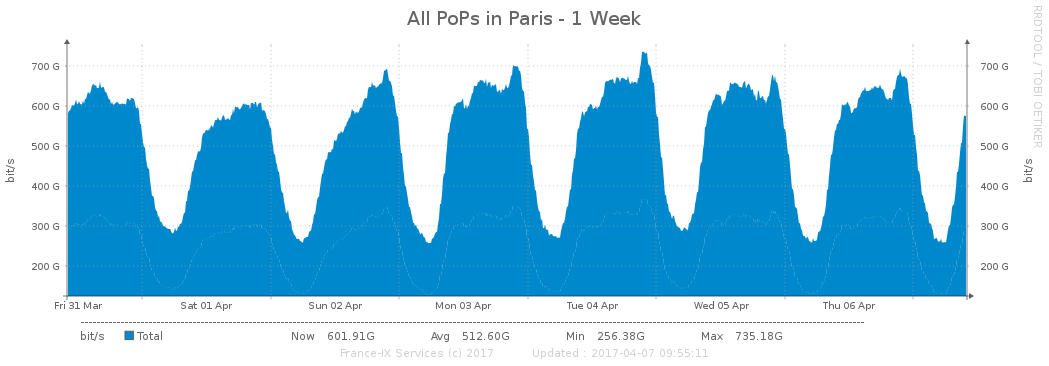 All PoPs in Paris - 1 Week
RRDTOOL / TOBI OETIKER
bit/s
700 G
600 G
500 G
400 G
300 G
200 G
700 G
600 G
500 G
400 G
300 G
200 G
bit/s
Fri 31 Mar Sat 01 Apr Sun 02 Apr Mon 03 Apr Tue 04 Apr Wed 05 Apr Thu 06 Apr
bit/s Total Now 601.91G Avg 512.60G Min 256.38G Max 735.18G
France-IX Services (c) 2017 Updated : 2017-04-07 09:55:11